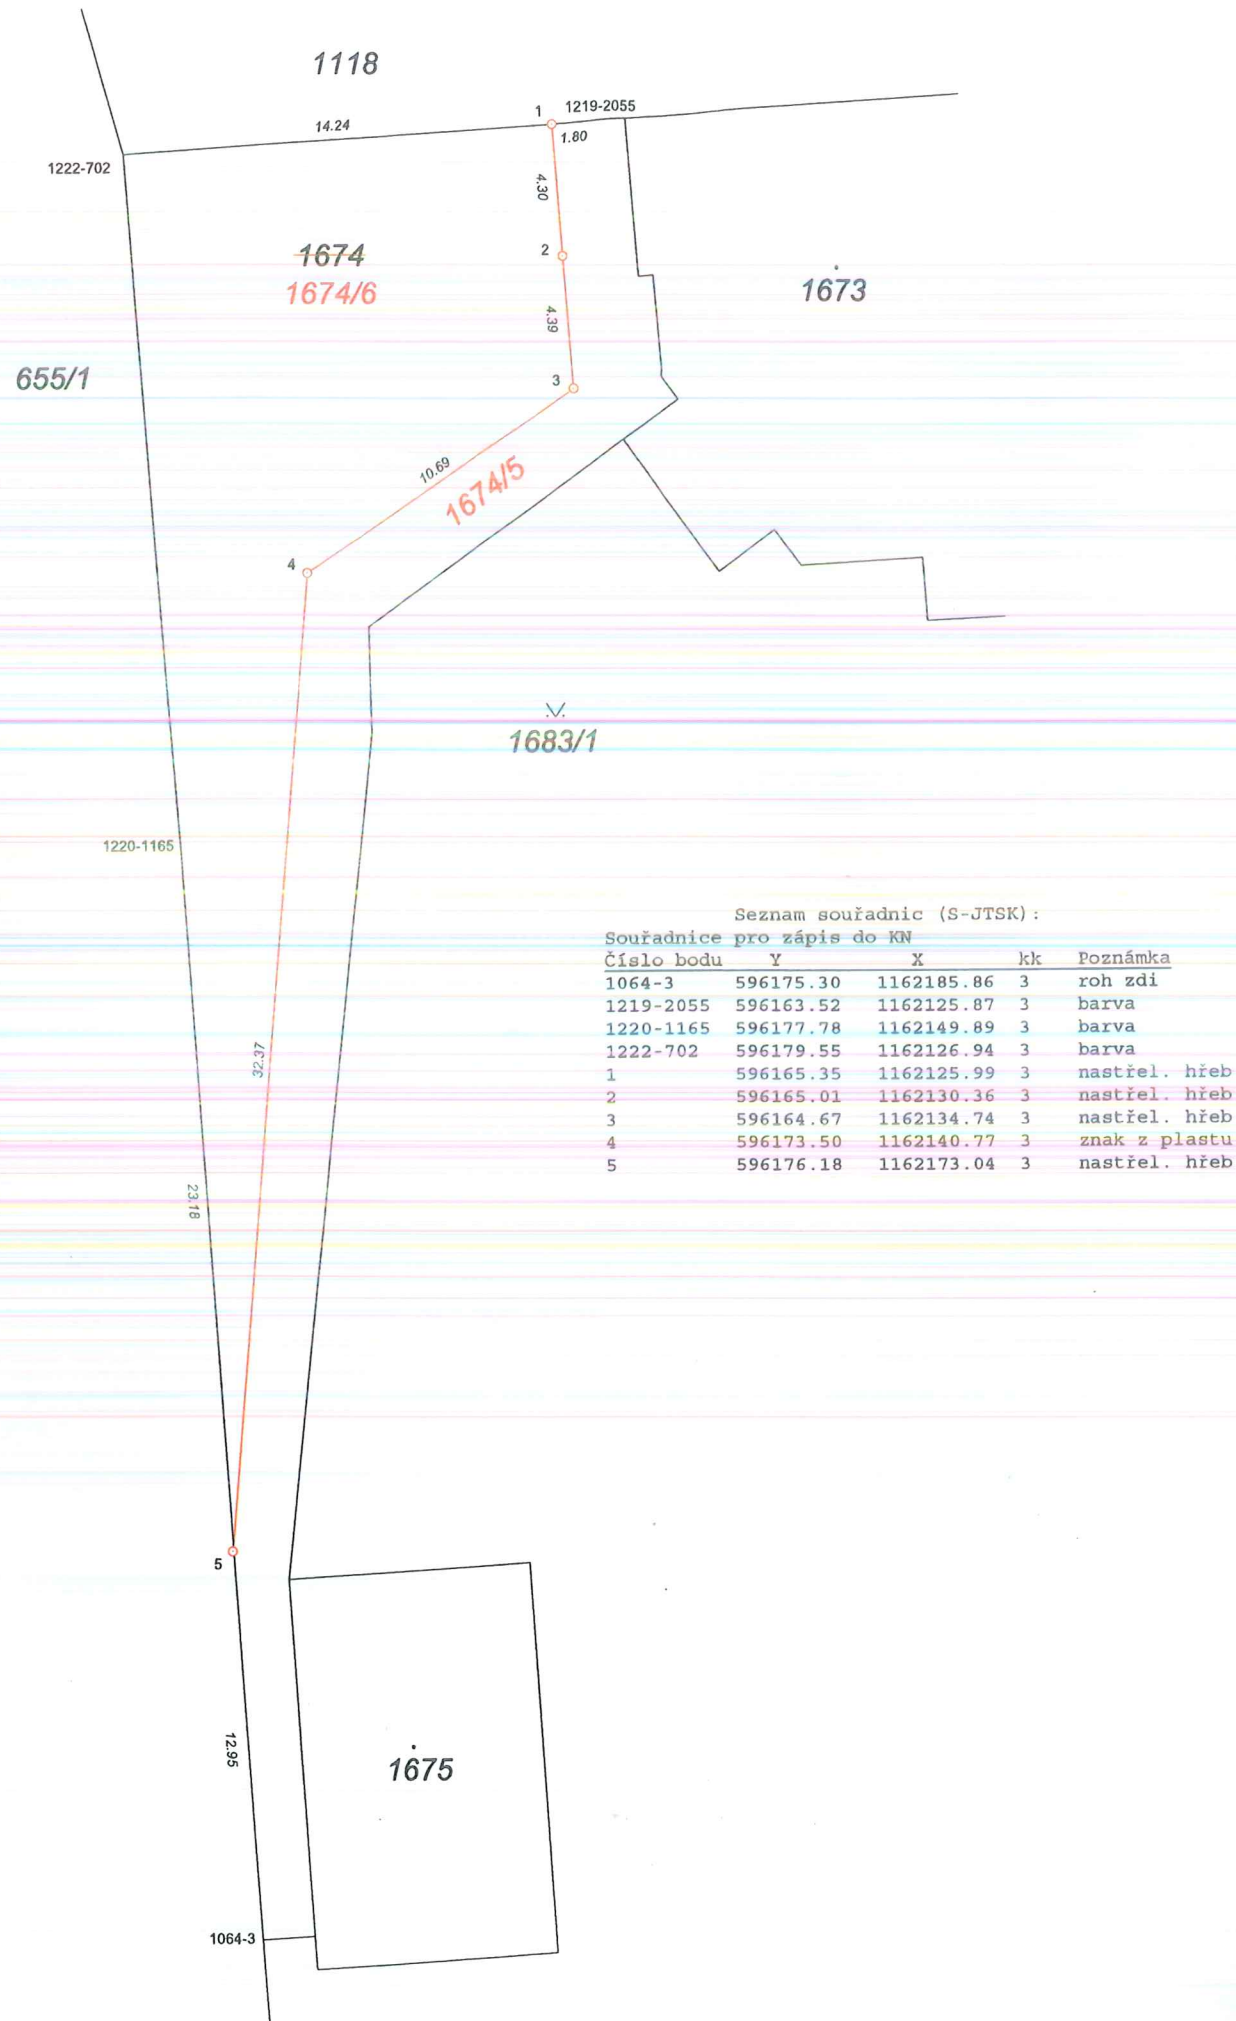 1118
1 1219-2055
14.24
1.80
1222-702
4.30
1674
2
1674/6
1673
4.39
655/1
3
10.69
1674/5
4
.V.
1683/1
1220-1165
Seznam souřadnic (S-JTSK):
Souřadnice pro zápis do KN
Číslo bodu Y X kk Poznámka
1064-3 596175.30 1162185.86 3 roh zdi
1219-2055 596163.52 1162125.87 3 barva
1220-1165 596177.78 1162149.89 3 barva
1222-702 596179.55 1162126.94 3 barva
1 596165.35 1162125.99 3 nastřel. hřeb
2 596165.01 1162130.36 3 nastřel. hřeb
3 596164.67 1162134.74 3 nastřel. hřeb
4 596173.50 1162140.77 3 znak z plastu
5 596176.18 1162173.04 3 nastřel. hřeb
32.37
23.18
5
12.95
1675
1064-3